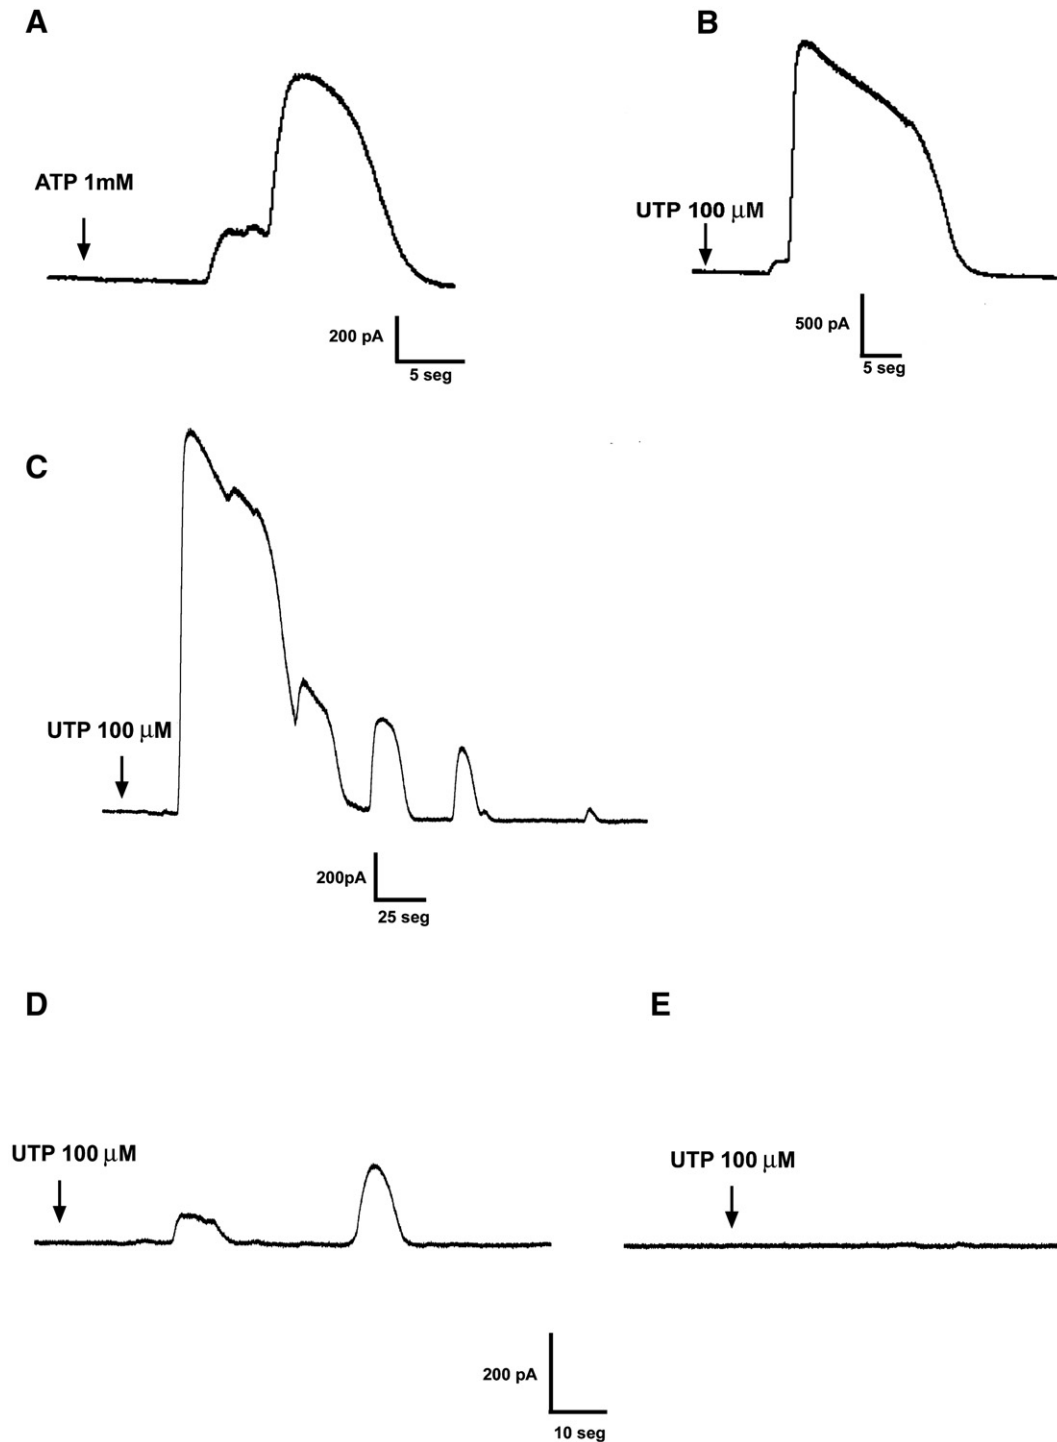 A
B
ATP 1mM
UTP 100 μM
200 pA
5 seg
500 pA
5 seg
C
UTP 100 μM
200pA
25 seg
D
E
UTP 100 μM
UTP 100 μM
200 pA
10 seg